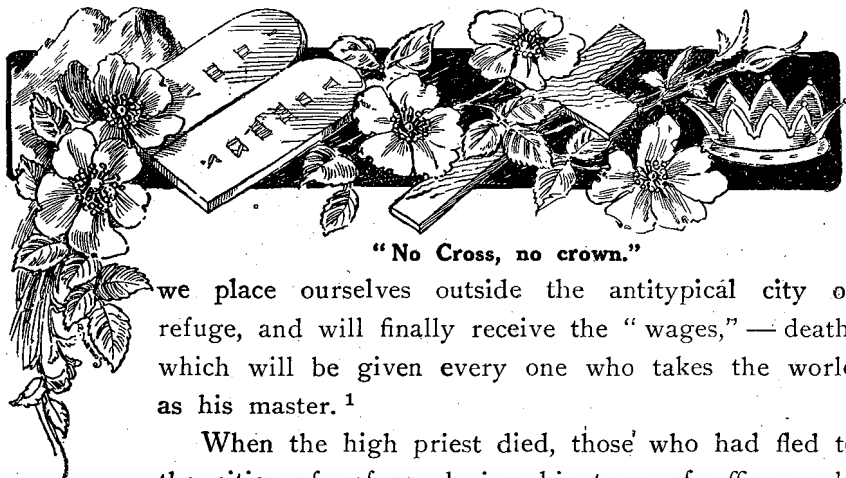 "No Cross, no crown."
we place ourselves outside the antitypical city o
refuge, and will finally receive the "wages," — death
which will be given every one who takes the world
as his master. 1
When the high priest died, those who had fled to